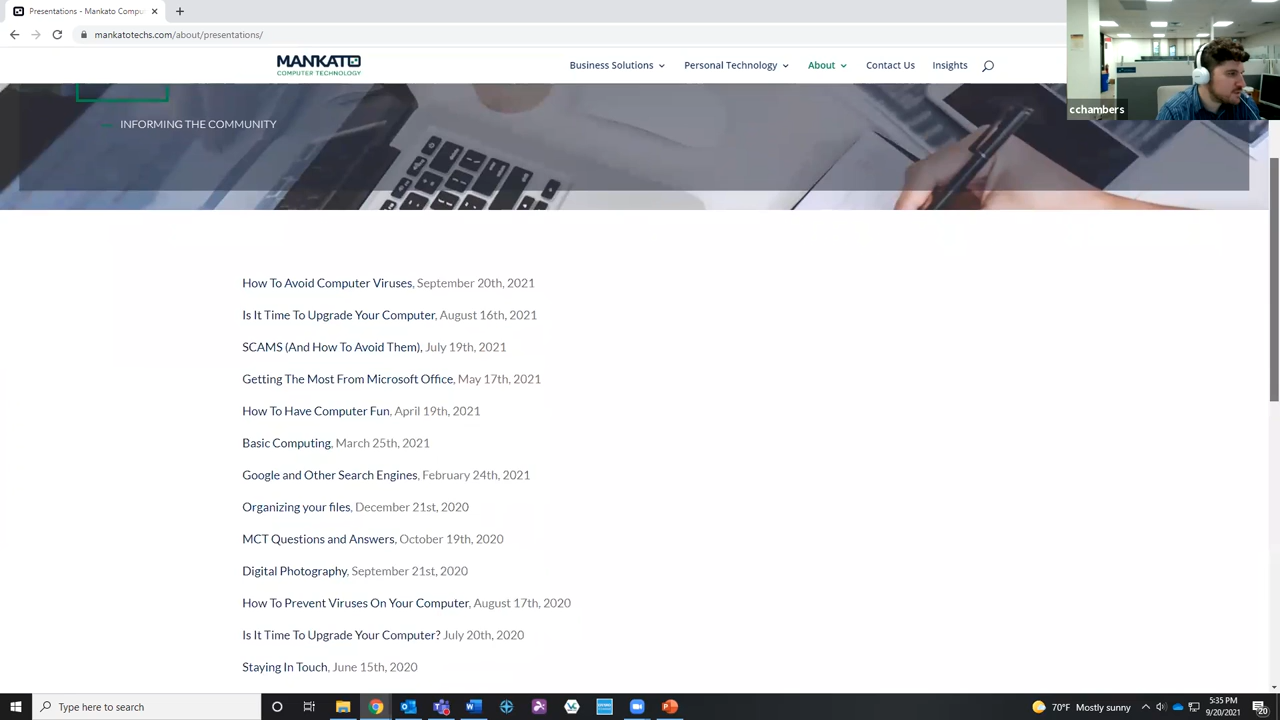 Presentations - Mankato Compu
mankatotechs.com/about/presentations/
MANKATO
COMPUTER TECHNOLOGY
Business Solutions
Personal Technology
About
Contact Us
Insights
cchambers
INFORMING THE COMMUNITY
How To Avoid Computer Viruses, September 20th, 2021
Is It Time To Upgrade Your Computer, August 16th, 2021
SCAMS (And How To Avoid Them), July 19th, 2021
Getting The Most From Microsoft Office, May 17th, 2021
How To Have Computer Fun, April 19th, 2021
Basic Computing, March 25th, 2021
Google and Other Search Engines, February 24th, 2021
Organizing your files, December 21st, 2020
MCT Questions and Answers, October 19th, 2020
Digital Photography, September 21st, 2020
How To Prevent Viruses On Your Computer, August 17th, 2020
Is It Time To Upgrade Your Computer? July 20th, 2020
Staying In Touch, June 15th, 2020
Type here to search
70°F Mostly sunny
5:35 PM
9/20/2021
20